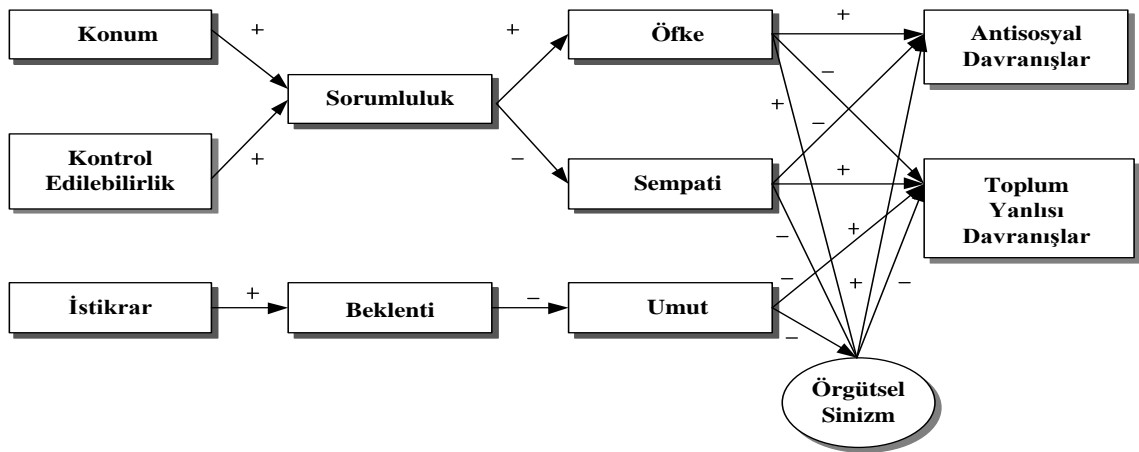 Konum
+
+
Öfke
+
Antisosyal
Davranışlar
Sorumluluk
−
+
−
Kontrol
Edilebilirlik
+
−
Sempati
+
Toplum
Yanlısı
Davranışlar
−
+
İstikrar
+
Beklenti
−
Umut
−
+
−
−
Örgütsel
Sinizm